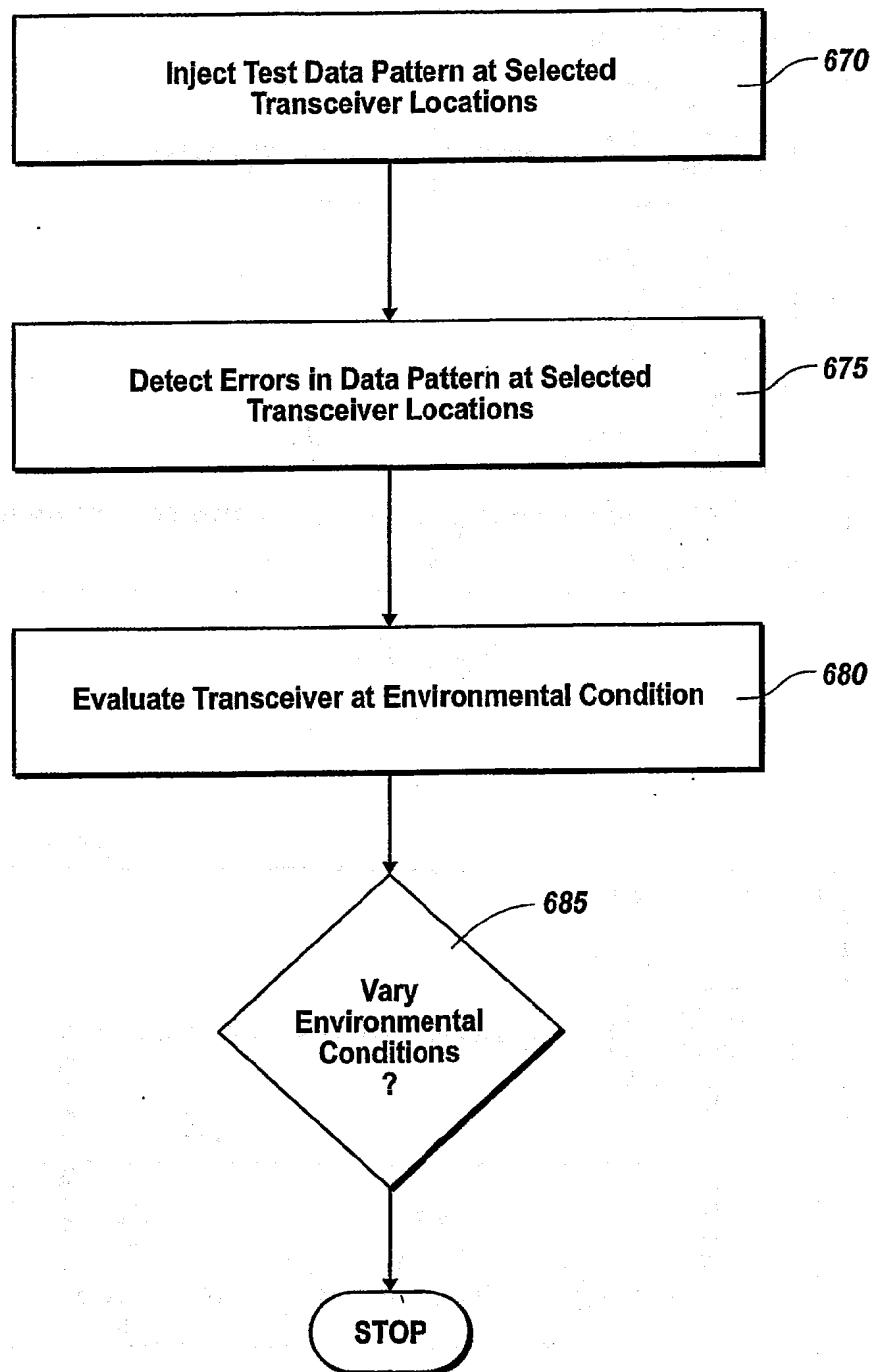 Inject Test Data Pattern at Selected
Transceiver Locations
670
Detect Errors in Data Pattern at Selected
Transceiver Locations
675
Evaluate Transceiver at Environmental Condition
680
685
Vary
Environmental
Conditions
?
STOP